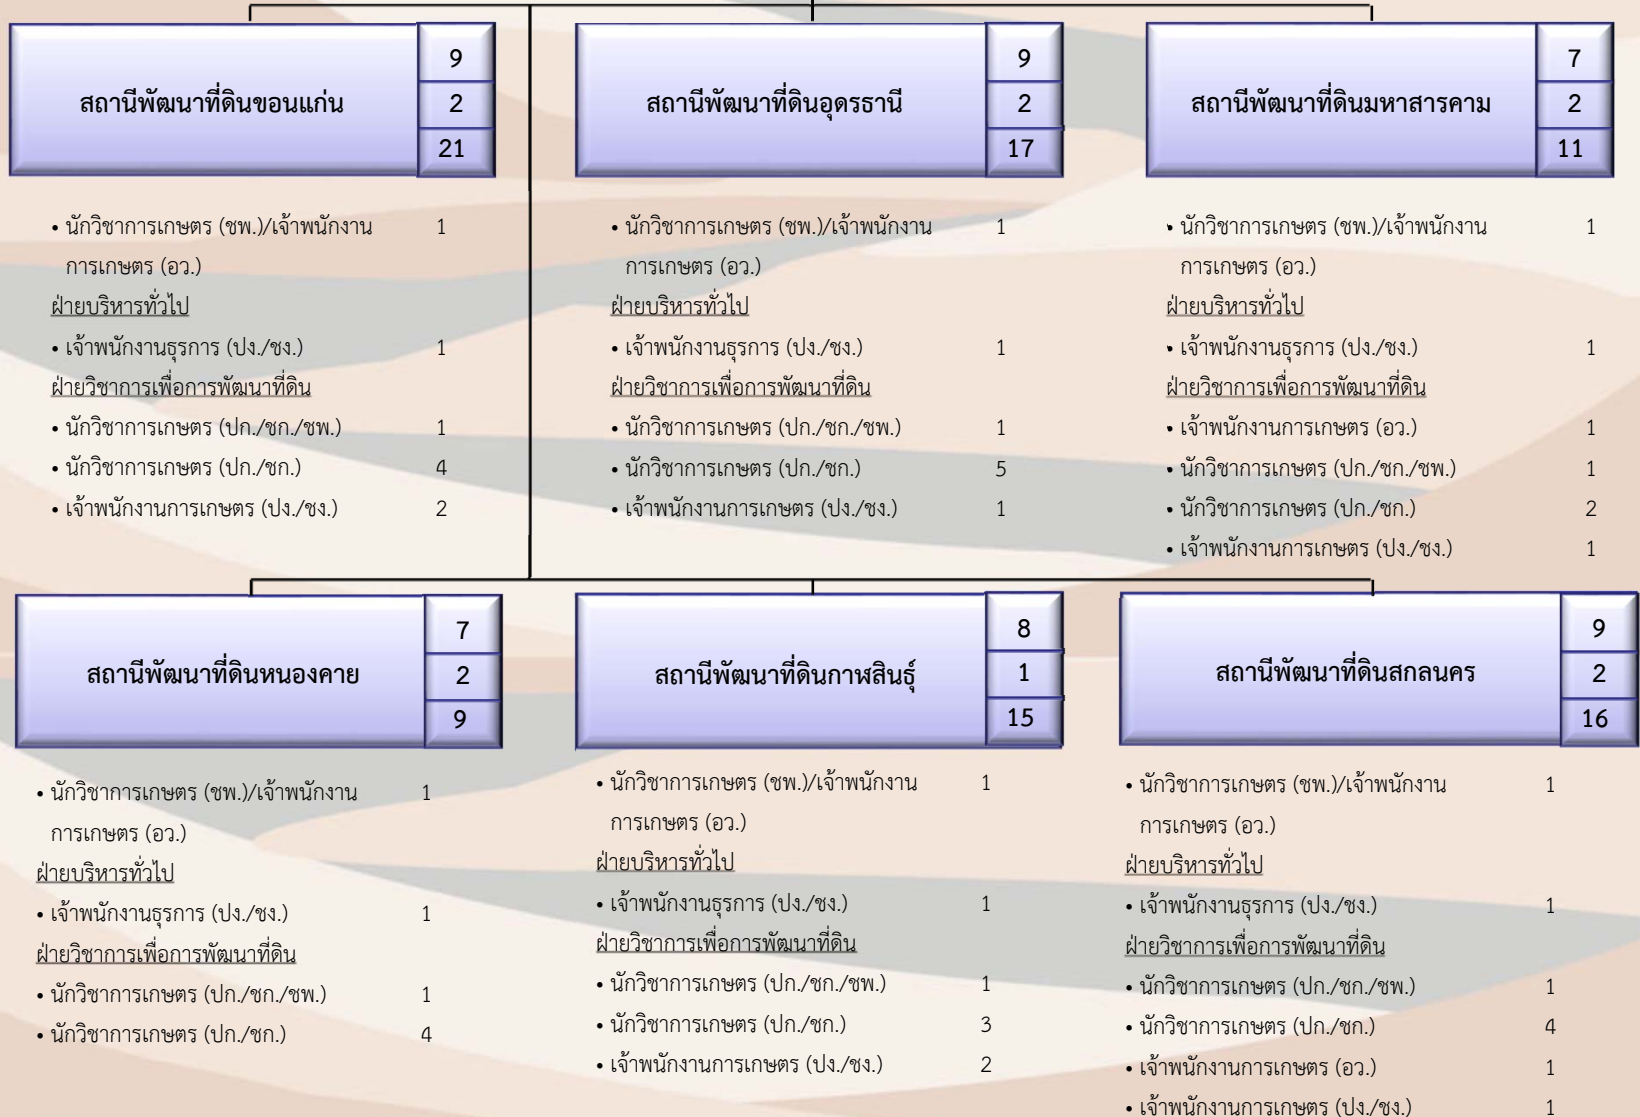 สถานีพัฒนาที่ดินขอนแก่น
9
2
21
• นักวิชาการเกษตร (ชพ.)/เจ้าพนักงาน 1
การเกษตร (อว.)
ฝ่ายบริหารทั่วไป
• เจ้าพนักงานธุรการ (ปง./ชง.) 1
ฝ่ายวิชาการเพื่อการพัฒนาที่ดิน
• นักวิชาการเกษตร (ปก./ชก./ชพ.) 1
• นักวิชาการเกษตร (ปก./ชก.) 4
• เจ้าพนักงานการเกษตร (ปง./ชง.) 2
สถานีพัฒนาที่ดินอุดรธานี
9
2
17
• นักวิชาการเกษตร (ชพ.)/เจ้าพนักงาน 1
การเกษตร (อว.)
ฝ่ายบริหารทั่วไป
• เจ้าพนักงานธุรการ (ปง./ชง.) 1
ฝ่ายวิชาการเพื่อการพัฒนาที่ดิน
• นักวิชาการเกษตร (ปก./ชก./ชพ.) 1
• นักวิชาการเกษตร (ปก./ชก.) 5
• เจ้าพนักงานการเกษตร (ปง./ชง.) 1
สถานีพัฒนาที่ดินมหาสารคาม
7
2
11
• นักวิชาการเกษตร (ชพ.)/เจ้าพนักงาน 1
การเกษตร (อว.)
ฝ่ายบริหารทั่วไป
• เจ้าพนักงานธุรการ (ปง./ชง.) 1
ฝ่ายวิชาการเพื่อการพัฒนาที่ดิน
• เจ้าพนักงานการเกษตร (อว.) 1
• นักวิชาการเกษตร (ปก./ชก./ชพ.) 1
• นักวิชาการเกษตร (ปก./ชก.) 2
• เจ้าพนักงานการเกษตร (ปง./ชง.) 1
สถานีพัฒนาที่ดินหนองคาย
7
2
9
• นักวิชาการเกษตร (ชพ.)/เจ้าพนักงาน 1
การเกษตร (อว.)
ฝ่ายบริหารทั่วไป
• เจ้าพนักงานธุรการ (ปง./ชง.) 1
ฝ่ายวิชาการเพื่อการพัฒนาที่ดิน
• นักวิชาการเกษตร (ปก./ชก./ชพ.) 1
• นักวิชาการเกษตร (ปก./ชก.) 4
สถานีพัฒนาที่ดินกาฬสินธุ์
8
1
15
• นักวิชาการเกษตร (ชพ.)/เจ้าพนักงาน 1
การเกษตร (อว.)
ฝ่ายบริหารทั่วไป
• เจ้าพนักงานธุรการ (ปง./ชง.) 1
ฝ่ายวิชาการเพื่อการพัฒนาที่ดิน
• นักวิชาการเกษตร (ปก./ชก./ชพ.) 1
• นักวิชาการเกษตร (ปก./ชก.) 3
• เจ้าพนักงานการเกษตร (ปง./ชง.) 2
สถานีพัฒนาที่ดินสกลนคร
9
2
16
• นักวิชาการเกษตร (ชพ.)/เจ้าพนักงาน 1
การเกษตร (อว.)
ฝ่ายบริหารทั่วไป
• เจ้าพนักงานธุรการ (ปง./ชง.) 1
ฝ่ายวิชาการเพื่อการพัฒนาที่ดิน
• นักวิชาการเกษตร (ปก./ชก./ชพ.) 1
• นักวิชาการเกษตร (ปก./ชก.) 4
• เจ้าพนักงานการเกษตร (อว.) 1
• เจ้าพนักงานการเกษตร (ปง./ชง.) 1